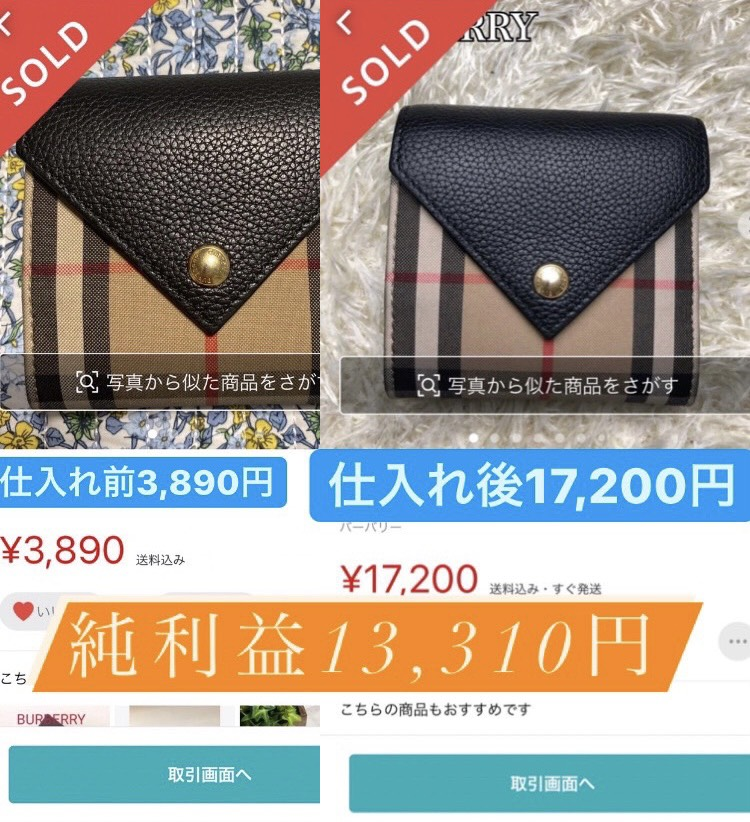 SOLD
写真から似た商品をさがす
仕入れ前3,890円
¥3,890 送料込み
こち
BURBERRY
取引画面へ
RRY
SOLD
写真から似た商品をさがす
仕入れ後17,200円
バーバリー
¥17,200 送料込み・すぐ発送
純利益13,310円
こちらの商品もおすすめです
取引画面へ